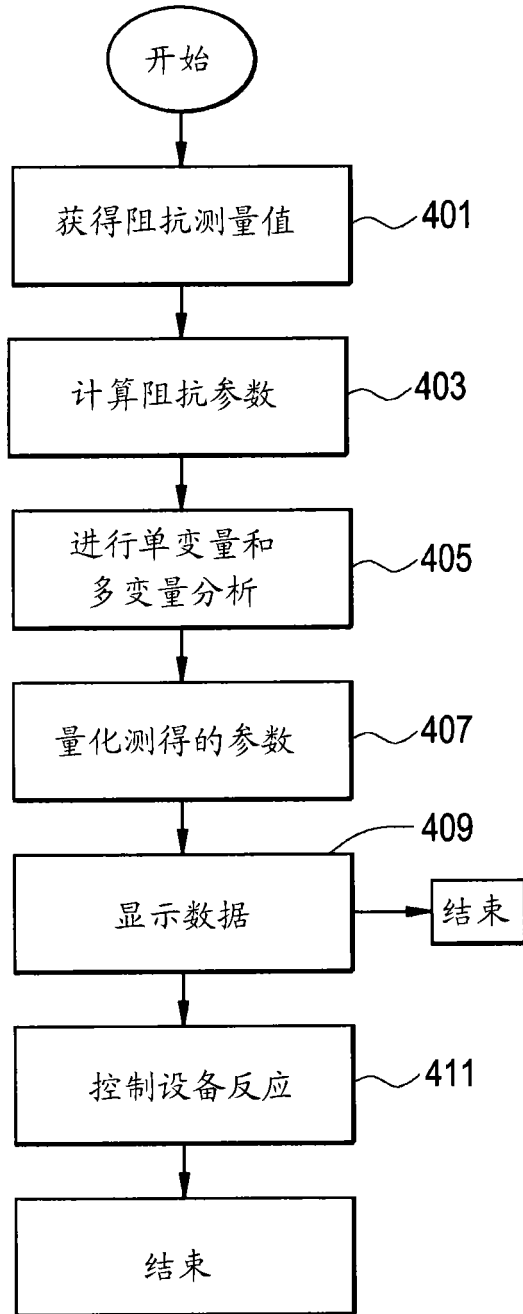 开始
获得阻抗测量值
401
计算阻抗参数
403
进行单变量和
多变量分析
405
量化测得的参数
407
409
显示数据
结束
控制设备反应
411
结束